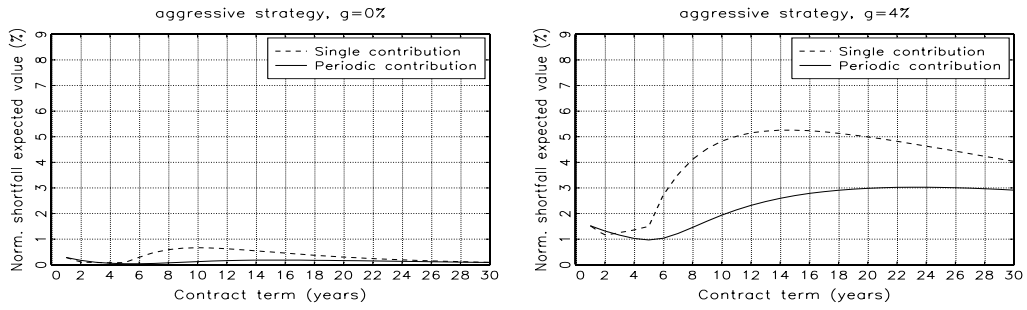 aggressive strategy, g=0%
Norm. shortfall expected value (%)
9
8
7
6
5
4
3
2
1
0
Single contribution
Periodic contribution
0 2 4 6 8 10 12 14 16 18 20 22 24 26 28 30
Contract term (years)
aggressive strategy, g=4%
Norm. shortfall expected value (%)
9
8
7
6
5
4
3
2
1
0
Single contribution
Periodic contribution
0 2 4 6 8 10 12 14 16 18 20 22 24 26 28 30
Contract term (years)